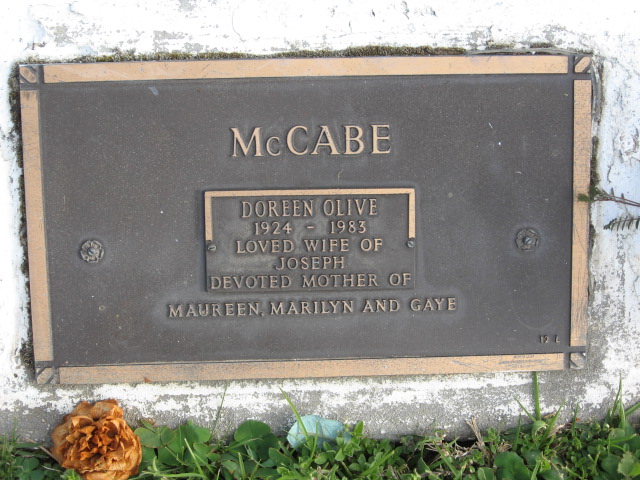 McCABE
DOREEN OLIVE
1924 - 1983
LOVED WIFE OF
JOSEPH
DEVOTED MOTHER OF
MAUREEN, MARILYN AND GAYE